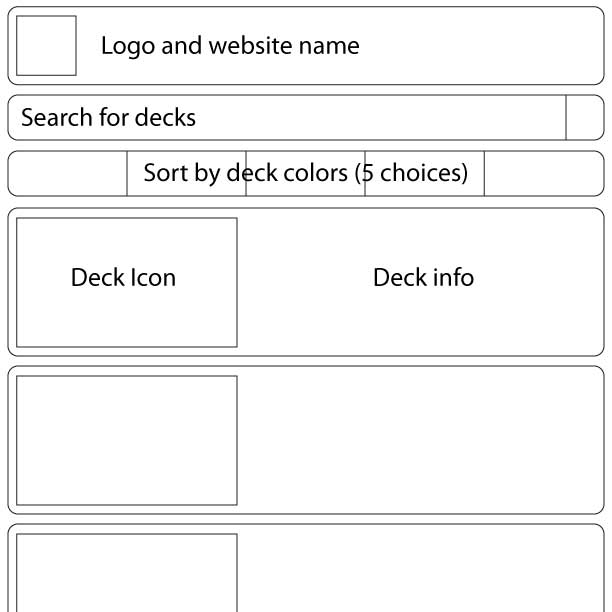 Logo and website name
Search for decks
Sort by deck colors (5 choices)
Deck Icon
Deck info